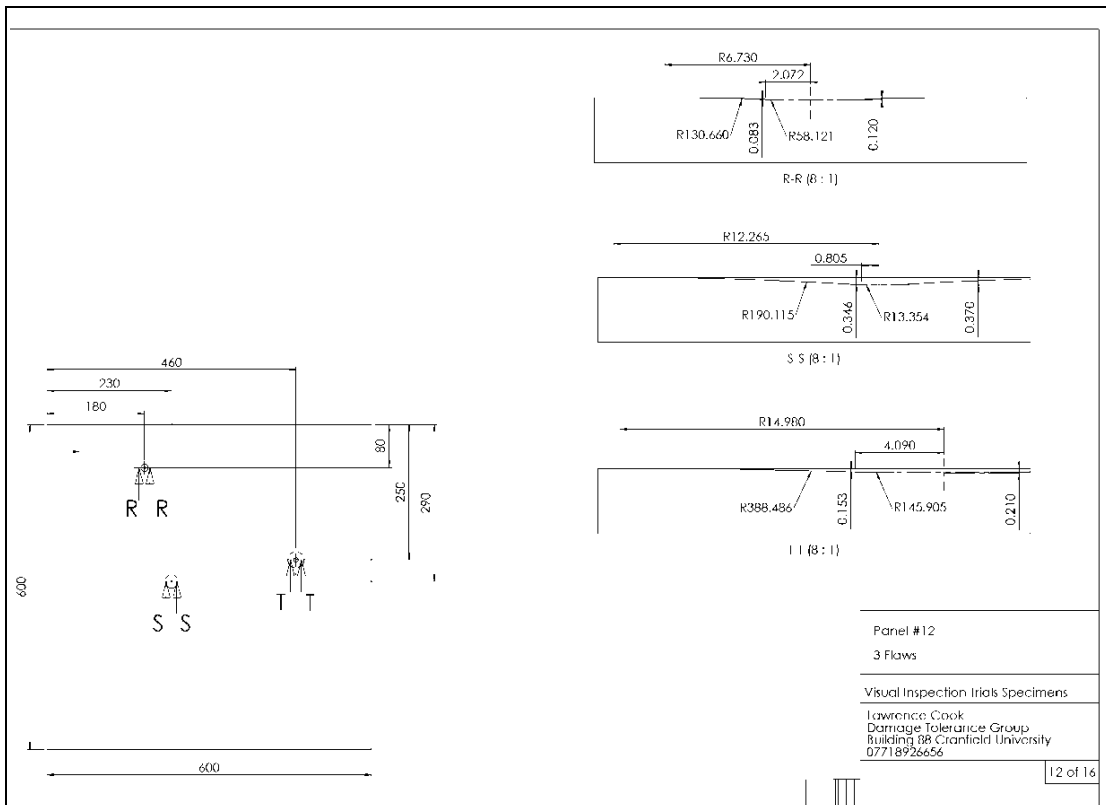 R6.730
2.072
R130.660
0.083
R58.121
0.120
R-R (8 : 1)
R12.265
0.805
R190.115
0.346
R13.354
0.370
S S (8 : 1)
R14.980
4.090
R388.486
0.153
R145.905
0.210
T T (8 : 1)
460
230
180
80
250
290
R R
600
S S
T T
600
Panel #12
3 Flaws
Visual Inspection Trials Specimens
Lawrence Cook
Damage Tolerance Group
Building 88 Cranfield University
07718926656
12 of 16